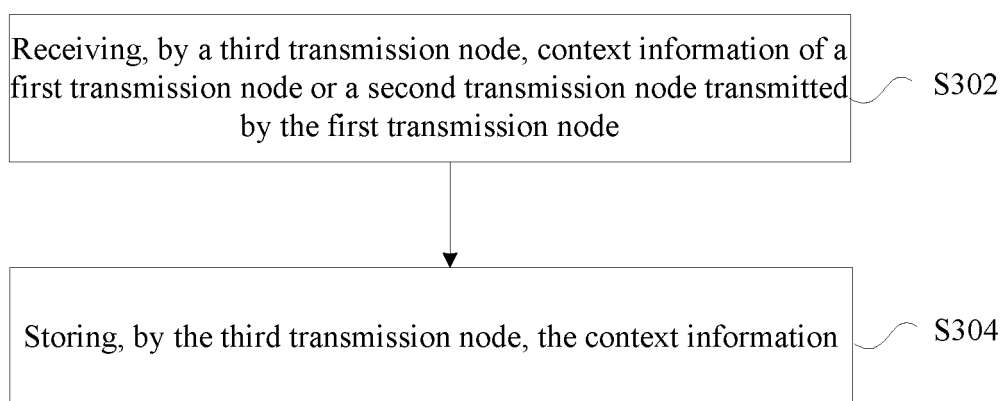 Receiving, by a third transmission node, context information of a
first transmission node or a second transmission node transmitted
by the first transmission node
S302
Storing, by the third transmission node, the context information
S304